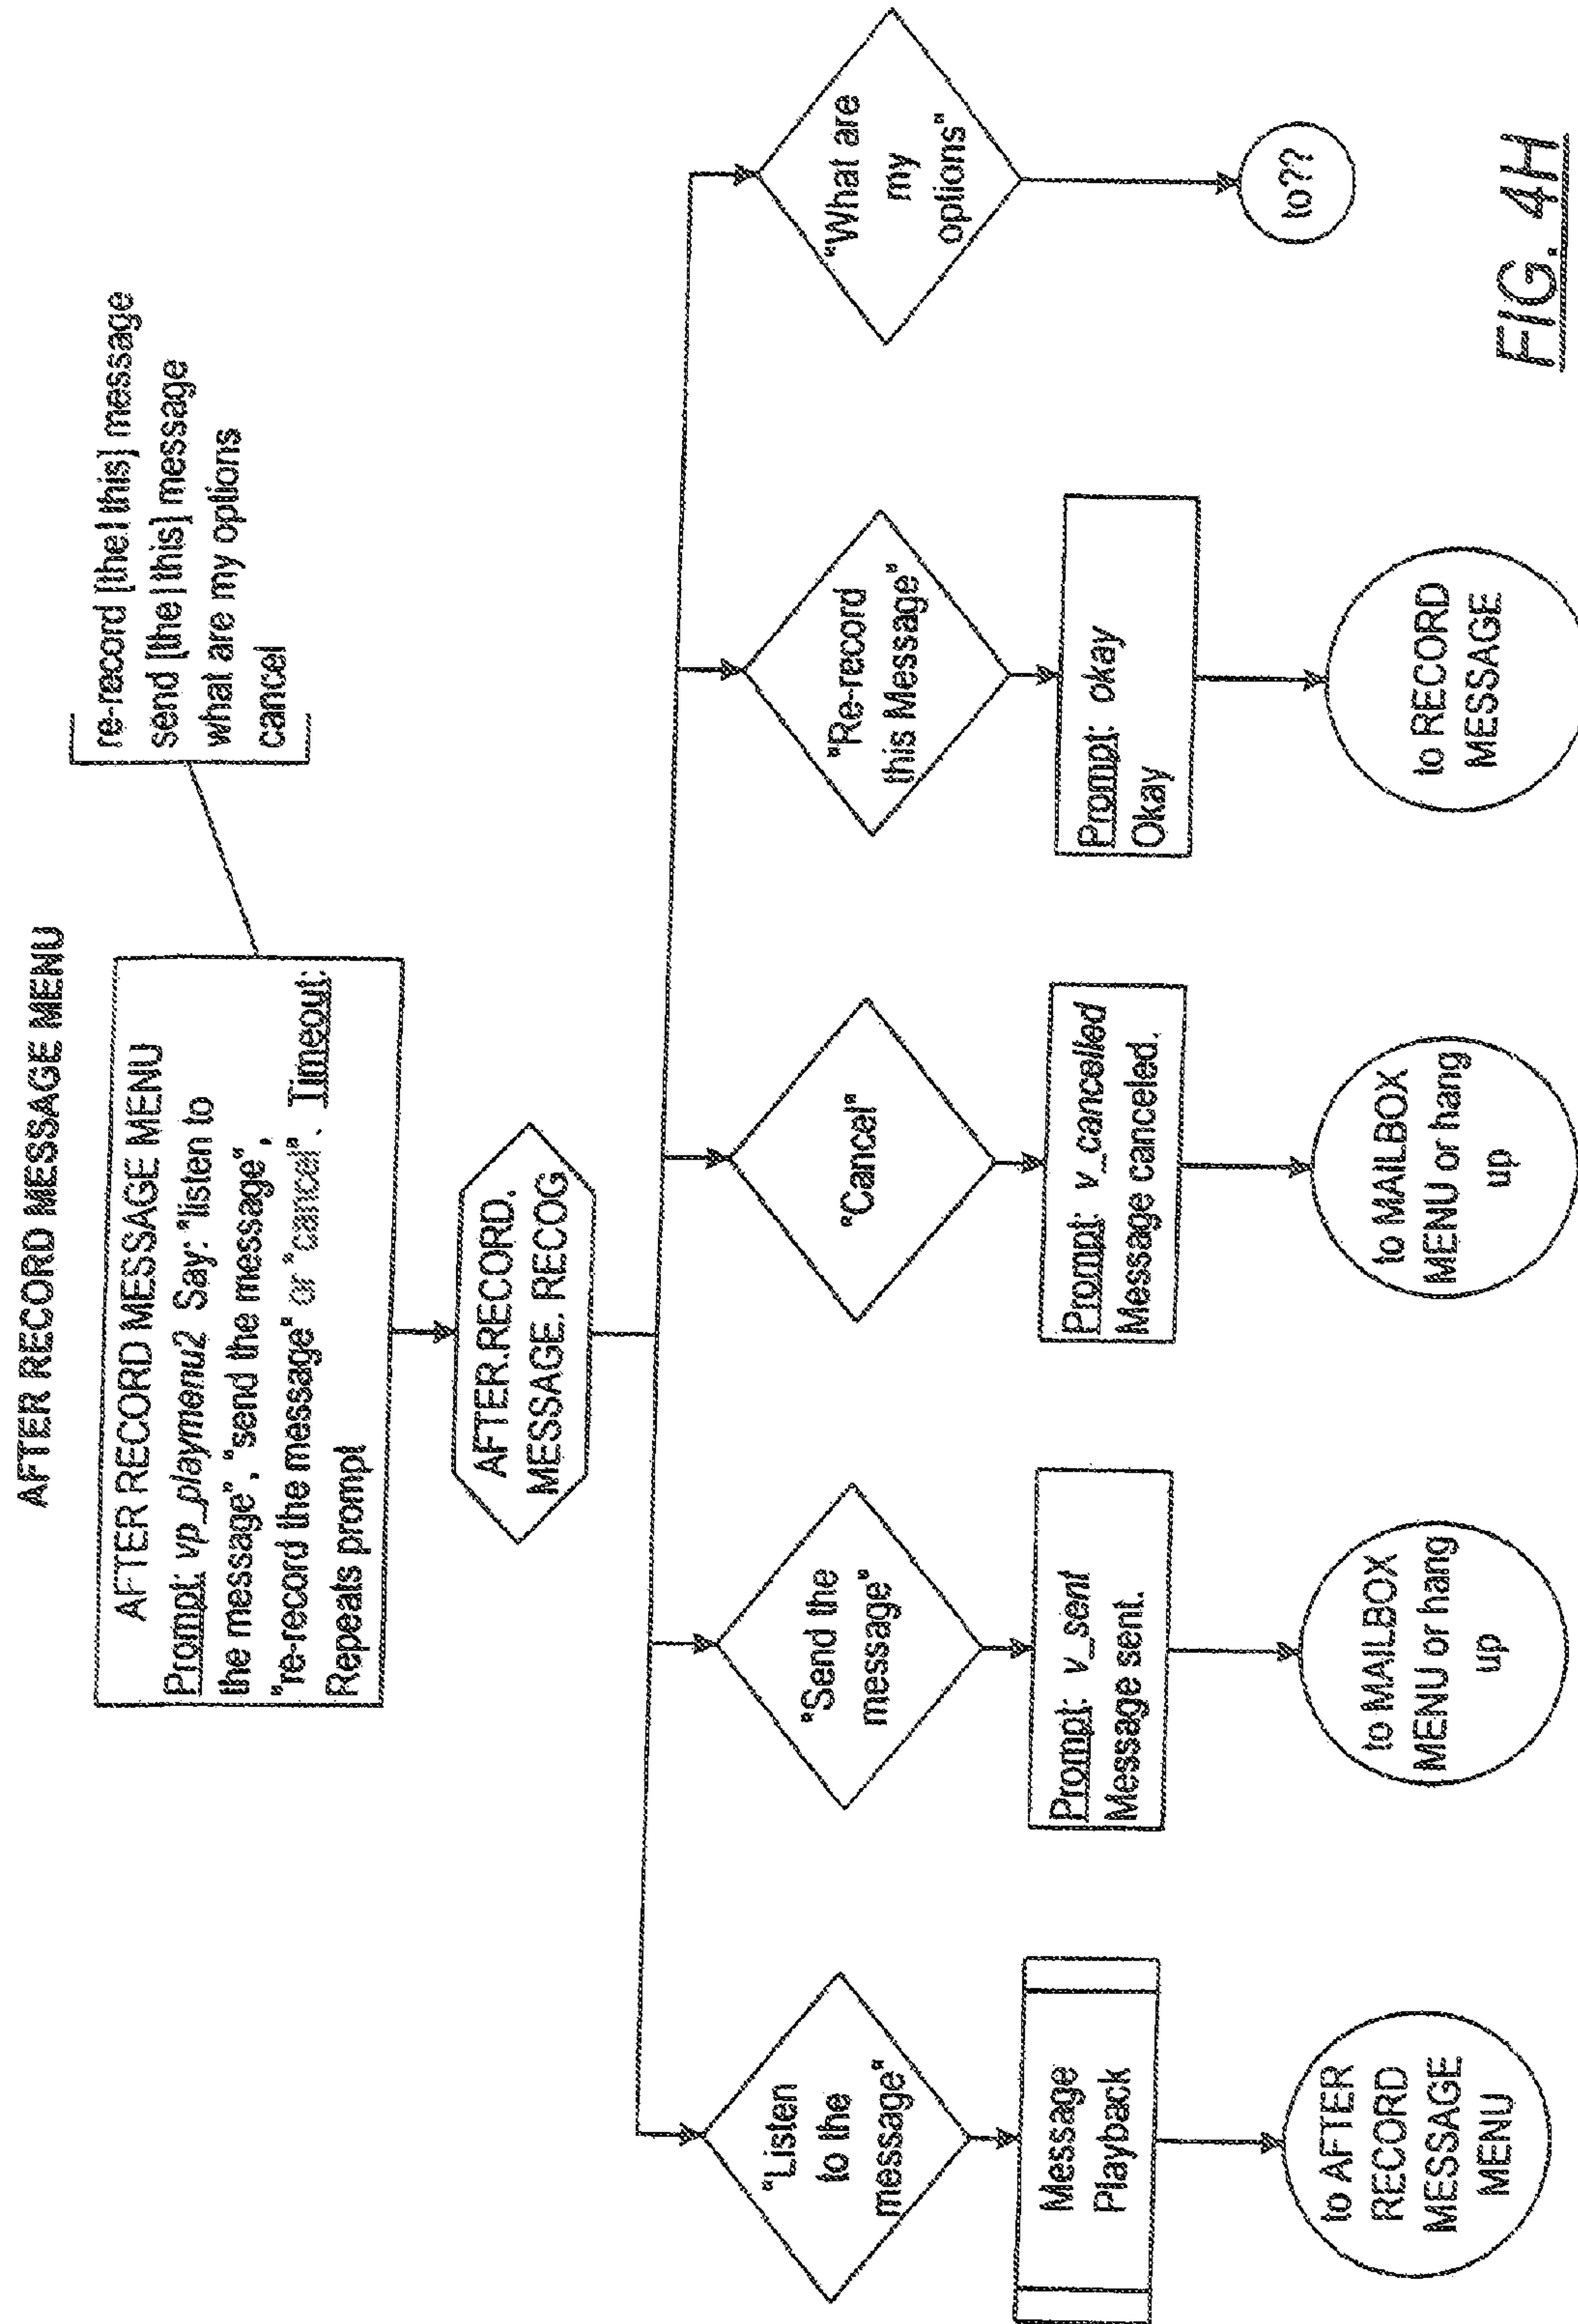 AFTER RECORD MESSAGE MENU
AFTER RECORD MESSAGE MENU
Prompt: vp_playmenu2 Say: "listen to
the message", "send the message",
"re-record the message" or "cancel". Timeout:
Repeats prompt
re-record [the|this] message
send [the|this] message
what are my options
cancel
AFTER.RECORD.
MESSAGE. RECOG
"Listen
to the
message"
Message
Playback
to AFTER
RECORD
MESSAGE
MENU
"Send the
message"
Prompt: v_sent
Message sent.
to MAILBOX
MENU or hang
up
"Cancel"
Prompt: v_cancelled
Message canceled.
to MAILBOX
MENU or hang
up
"Re-record
this Message"
Prompt: okay
Okay
to RECORD
MESSAGE
"What are
my
options"
to??
FIG. 4H